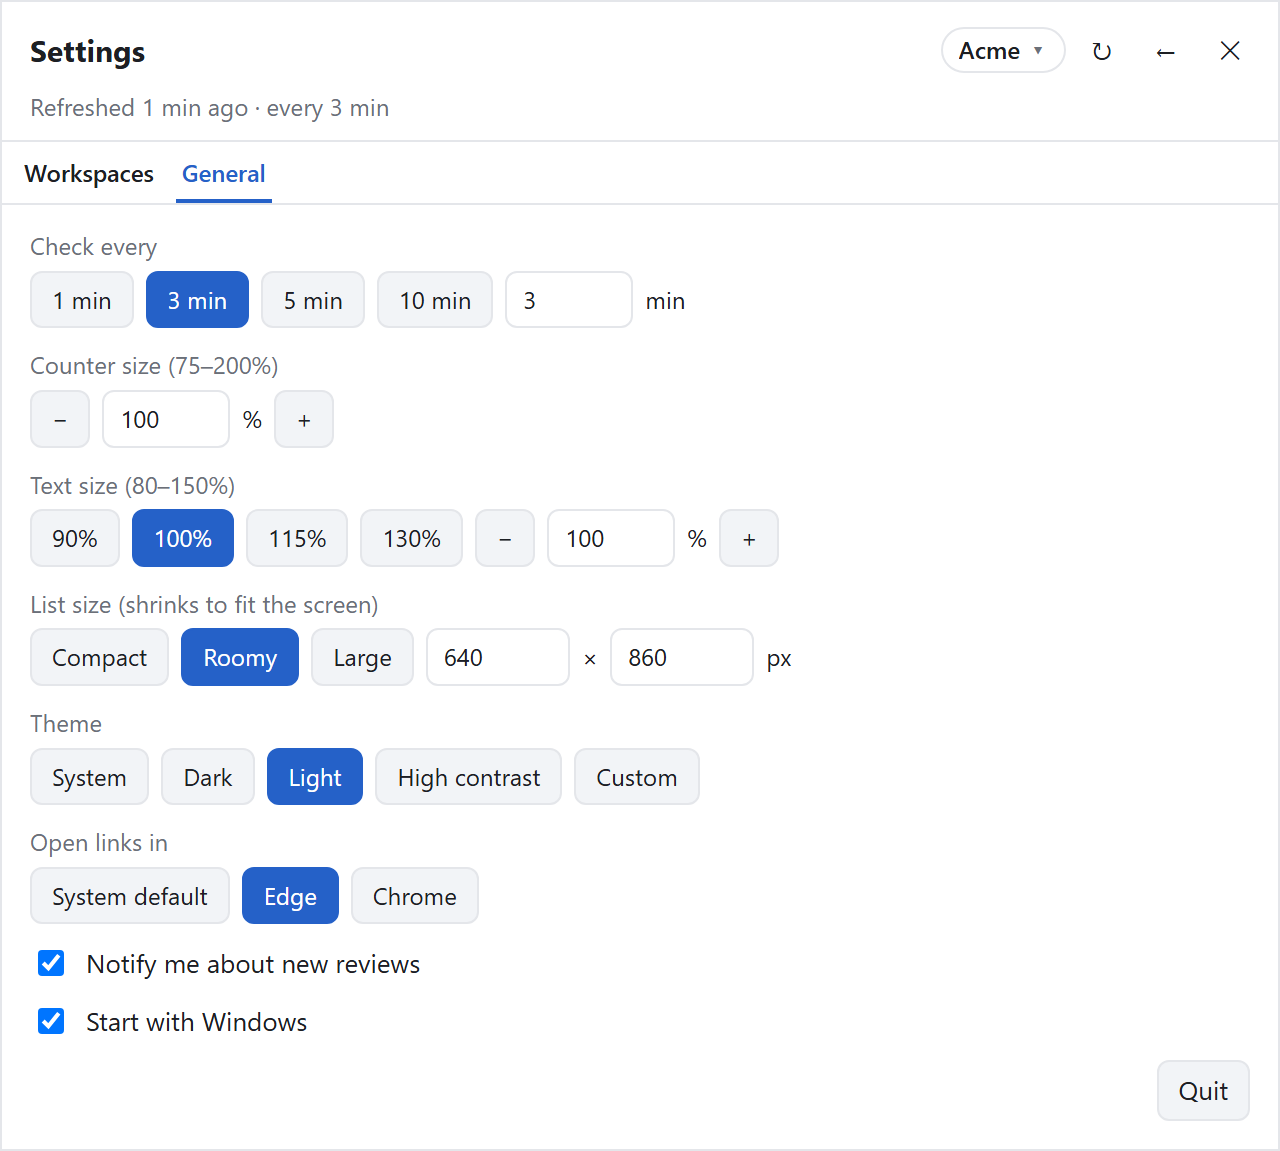 Settings
Acme ▼ ↻ ← ×
Refreshed 1 min ago · every 3 min
Workspaces General
Check every
1 min 3 min 5 min 10 min 3 min
Counter size (75–200%)
− 100 % +
Text size (80–150%)
90% 100% 115% 130% − 100 % +
List size (shrinks to fit the screen)
Compact Roomy Large 640 × 860 px
Theme
System Dark Light High contrast Custom
Open links in
System default Edge Chrome
Notify me about new reviews
Start with Windows
Quit